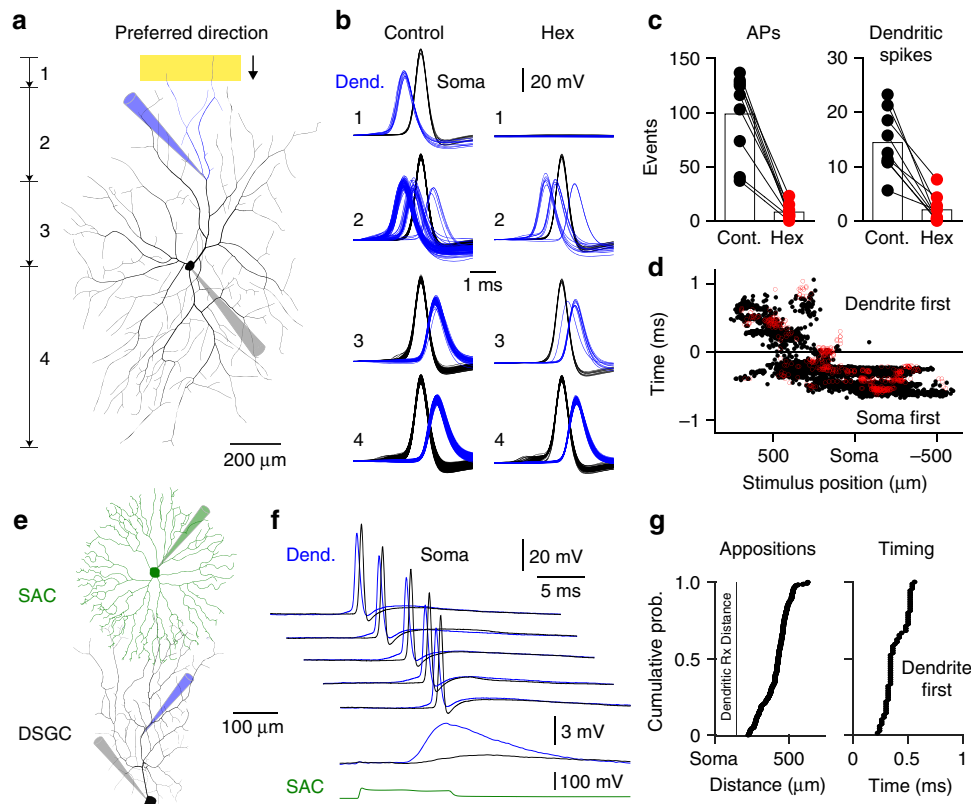 a
Preferred direction
1
2
3
4
200 µm
b
Control
Hex
Dend.
Soma
20 mV
1
1
2
2
1 ms
3
3
4
4
c
APs
Dendritic spikes
Events
150
100
50
0
Cont. Hex
30
20
10
0
Cont. Hex
d
Time (ms)
1
0
−1
Dendrite first
Soma first
500 Soma −500
Stimulus position (µm)
e
SAC
DSGC
100 µm
f
Dend.
Soma
20 mV
5 ms
3 mV
SAC
100 mV
g
Appositions
Timing
Cumulative prob.
1.0
0.5
0
Dendritic Rx Distance
Dendrite first
Soma 500
Distance (µm)
0 0.5 1
Time (ms)